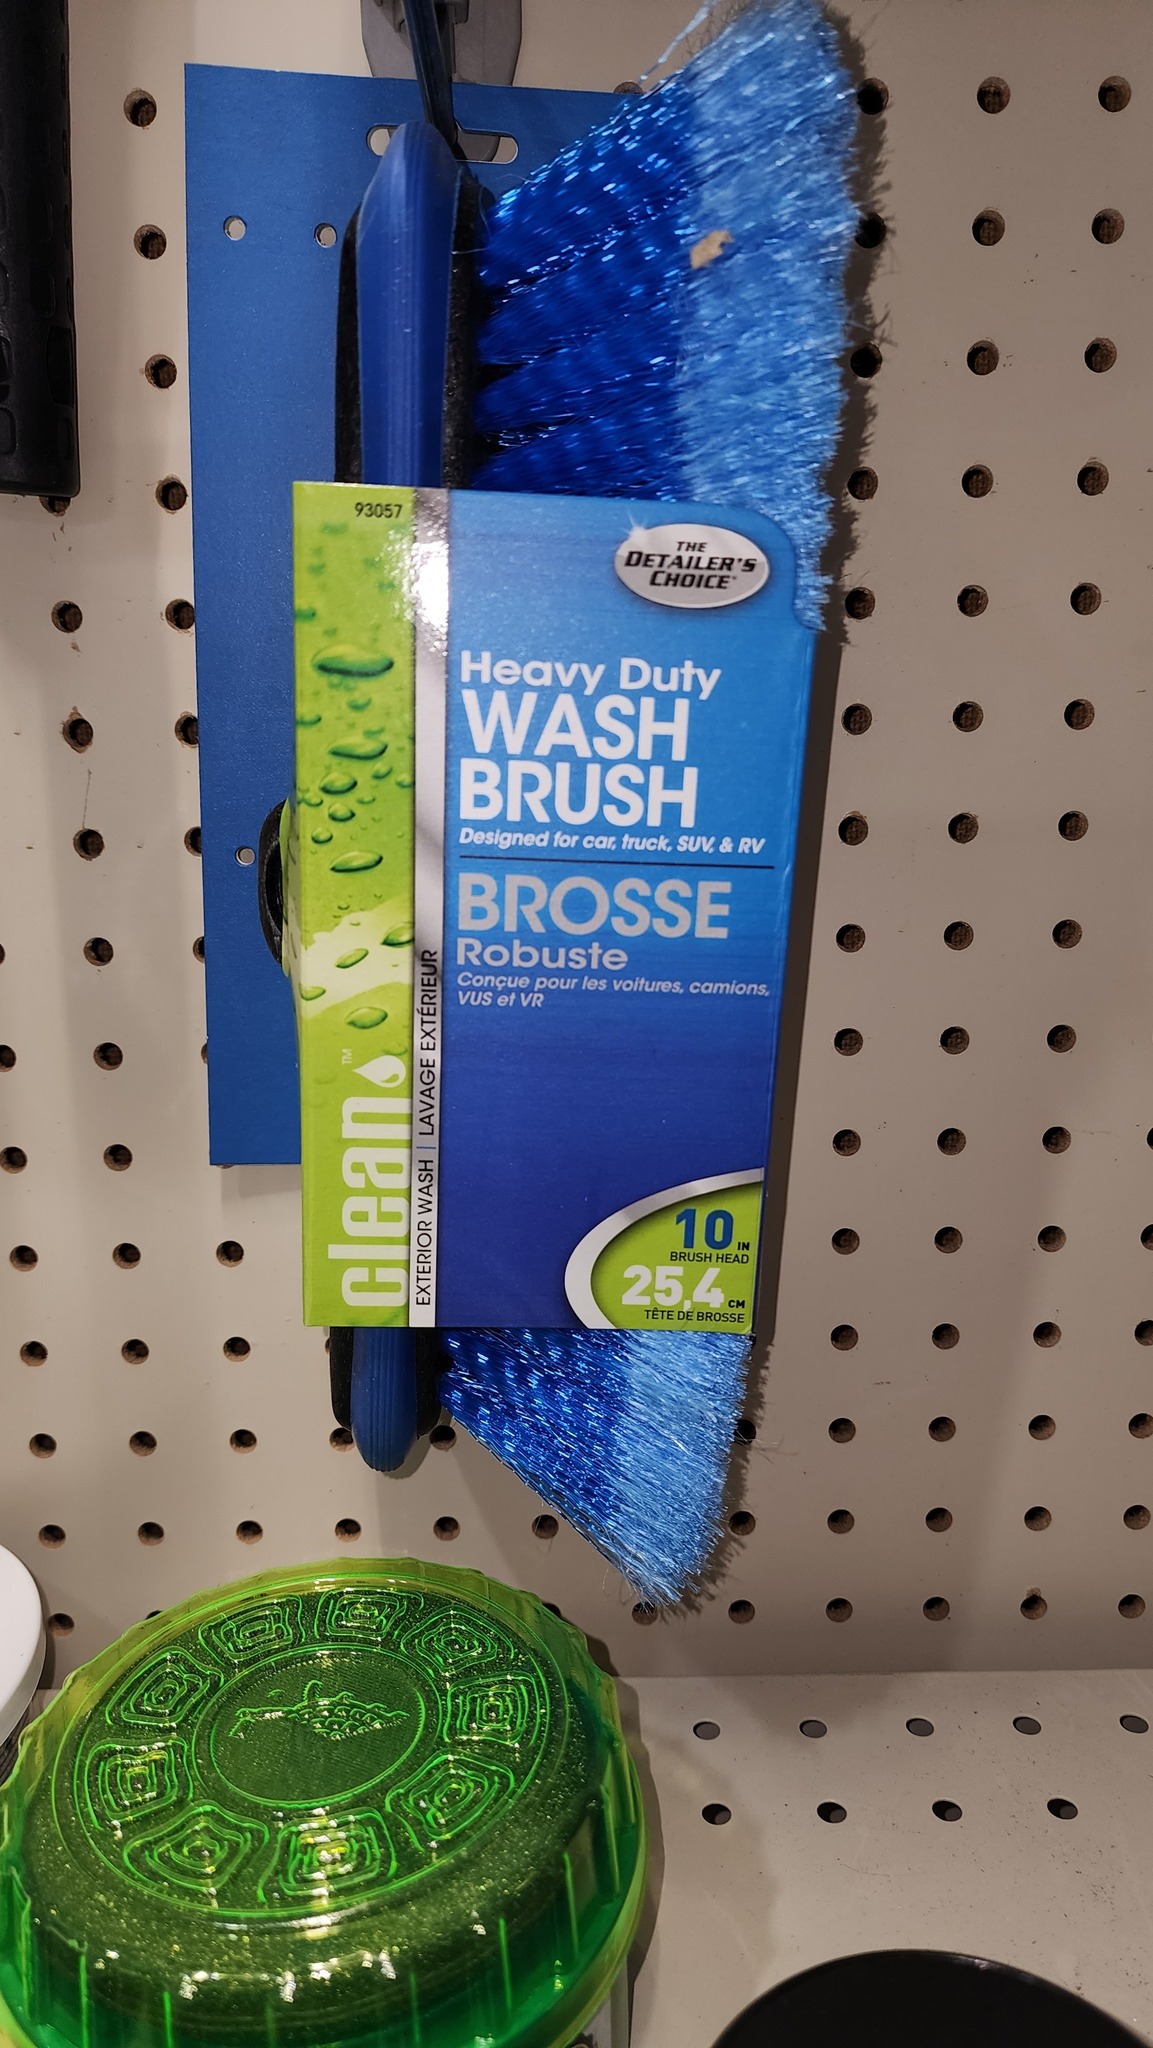 93057
THE
DETAILER'S
CHOICE®
Heavy Duty
WASH
BRUSH
Designed for car, truck, SUV, & RV
BROSSE
Robuste
Conçue pour les voitures, camions,
VUS et VR
clean™
EXTERIOR WASH | LAVAGE EXTÉRIEUR
10 IN
BRUSH HEAD
25,4 CM
TÊTE DE BROSSE